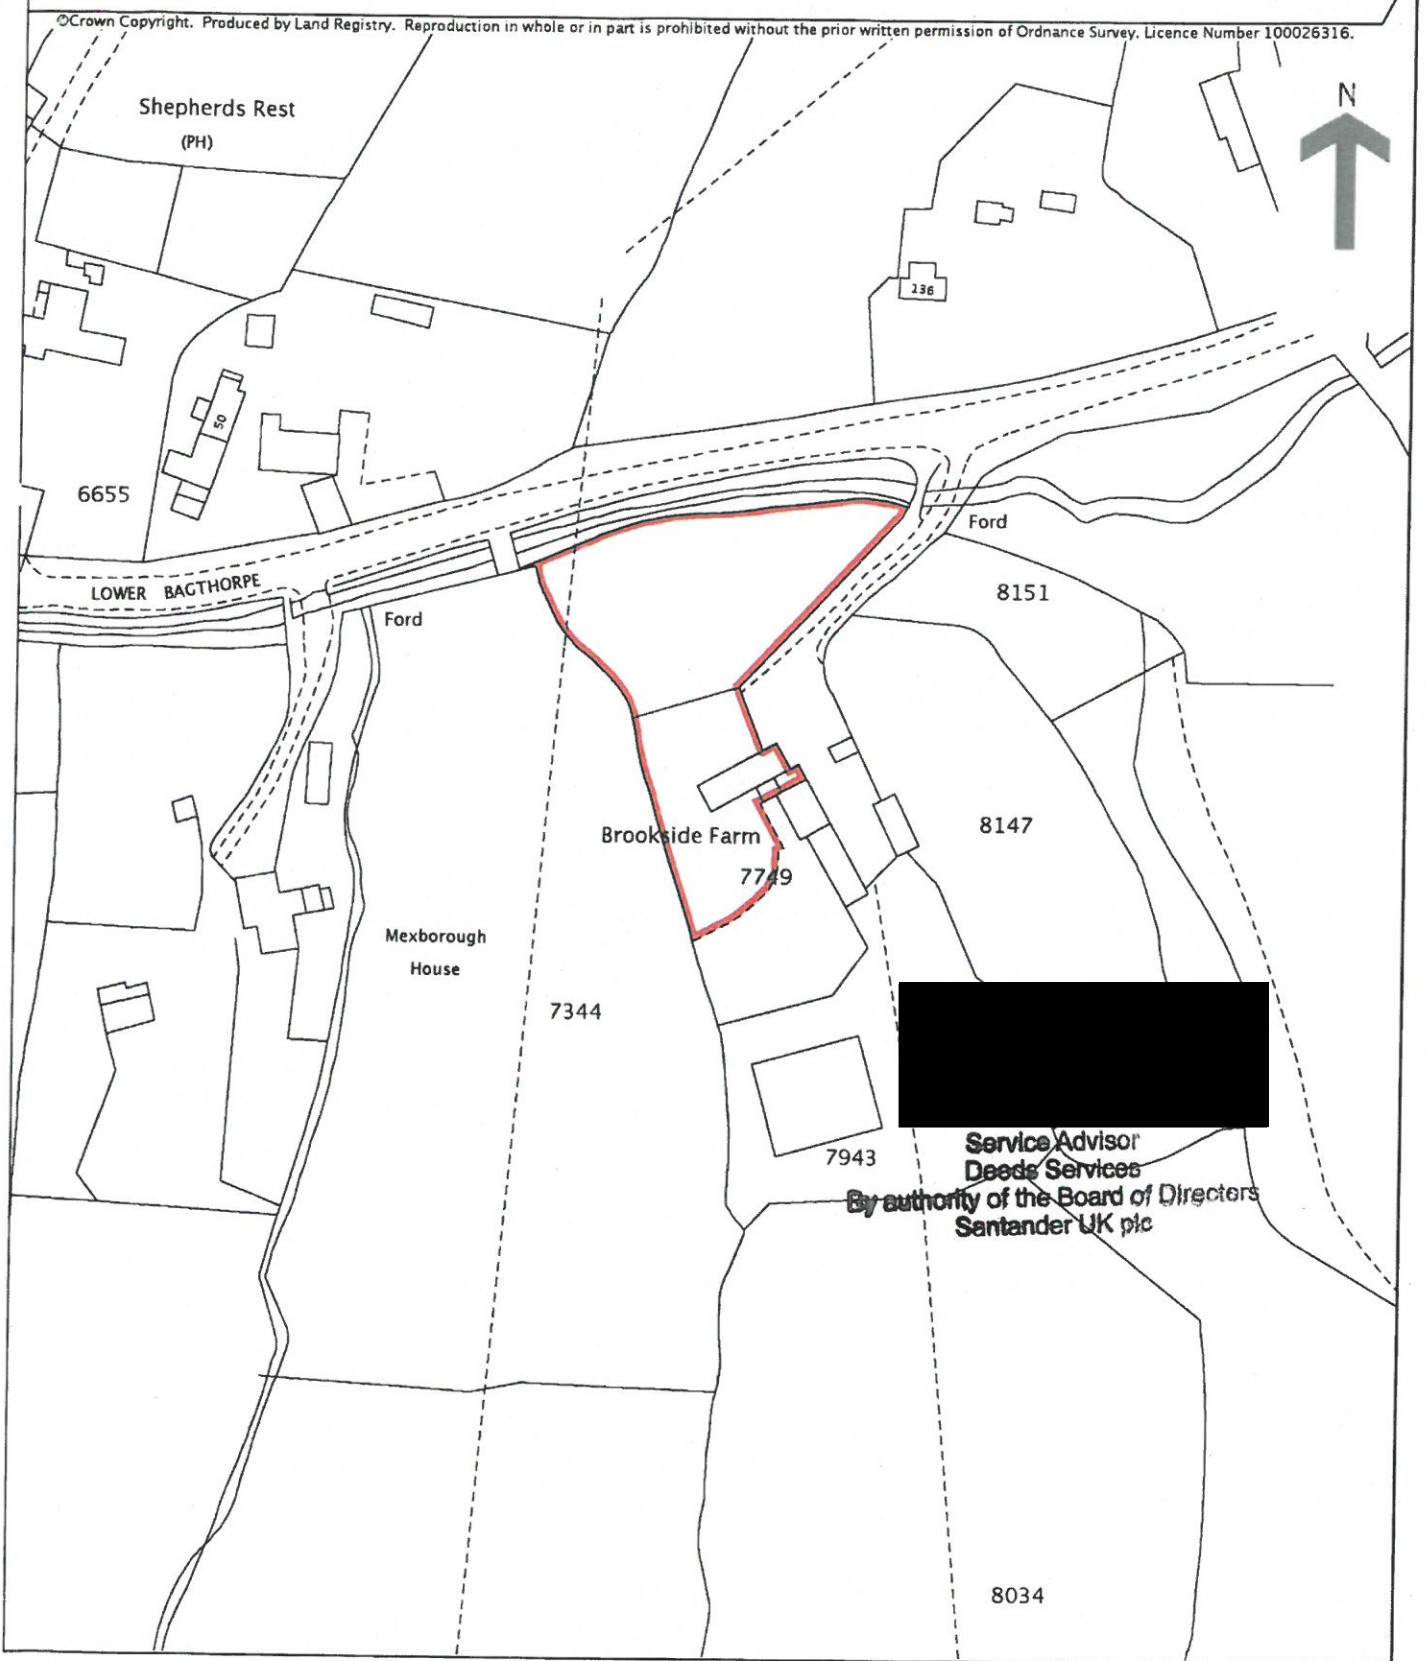 ©Crown Copyright. Produced by Land Registry. Reproduction in whole or in part is prohibited without the prior written permission of Ordnance Survey. Licence Number 100026316.
Shepherds Rest
(PH)
N
236
50
6655
Ford
LOWER BAGTHORPE
8151
Ford
Brookside Farm
8147
7749
Mexborough
House
7344
Service Advisor
Deeds Services
7943
By authority of the Board of Directors
Santander UK plc
8034